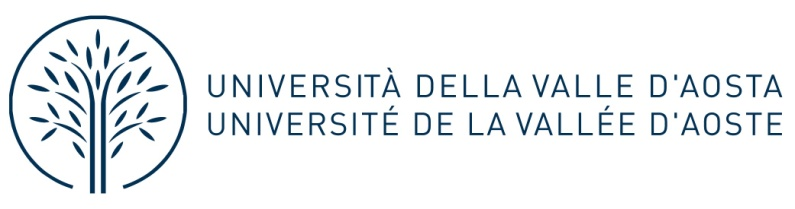 UNIVERSITÀ DELLA VALLE D'AOSTA
UNIVERSITÉ DE LA VALLÉE D'AOSTE